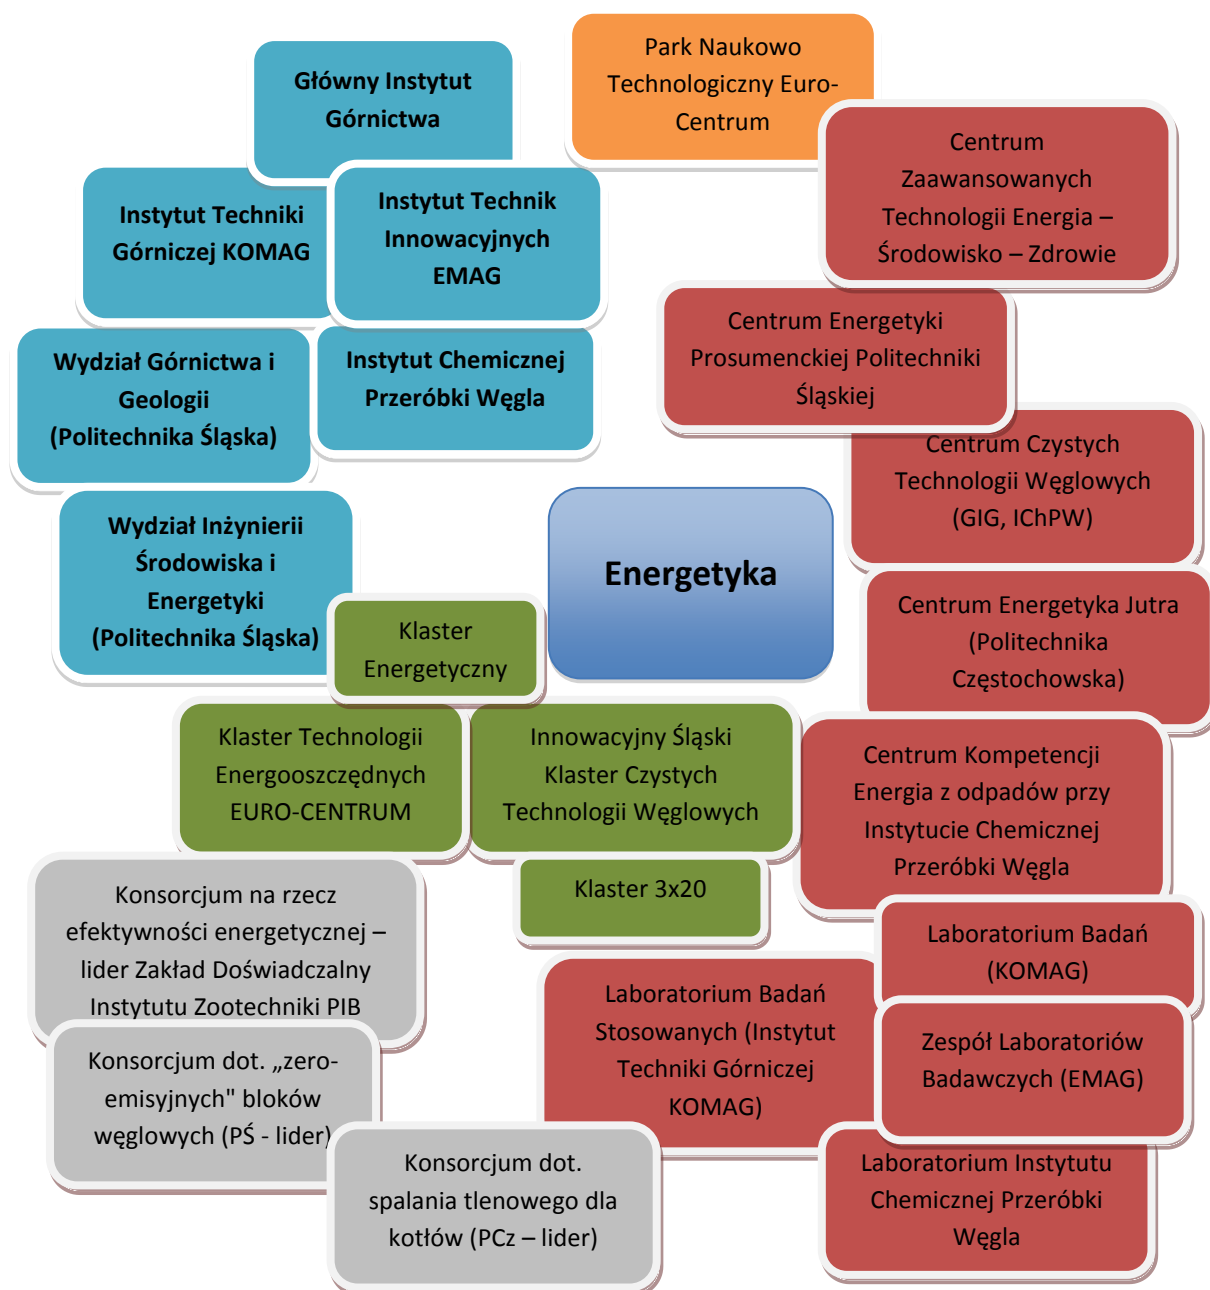 Główny Instytut
Górnictwa
Park Naukowo
Technologiczny Euro-
Centrum
Centrum
Zaawansowanych
Technologii Energia –
Środowisko – Zdrowie
Instytut Techniki
Górniczej KOMAG
Instytut Technik
Innowacyjnych
EMAG
Centrum Energetyki
Prosumenckiej Politechniki
Śląskiej
Wydział Górnictwa i
Geologii
(Politechnika Śląska)
Instytut Chemicznej
Przeróbki Węgla
Centrum Czystych
Technologii Węglowych
(GIG, IChPW)
Wydział Inżynierii
Środowiska i
Energetyki
(Politechnika Śląska)
Energetyka
Centrum Energetyka Jutra
(Politechnika
Częstochowska)
Klaster
Energetyczny
Klaster Technologii
Energooszczędnych
EURO-CENTRUM
Innowacyjny Śląski
Klaster Czystych
Technologii Węglowych
Centrum Kompetencji
Energia z odpadów przy
Instytucie Chemicznej
Przeróbki Węgla
Klaster 3x20
Konsorcjum na rzecz
efektywności energetycznej –
lider Zakład Doświadczalny
Instytutu Zootechniki PIB
Laboratorium Badań
(KOMAG)
Laboratorium Badań
Stosowanych (Instytut
Techniki Górniczej
KOMAG)
Zespół Laboratoriów
Badawczych (EMAG)
Konsorcjum dot. „zero-
emisyjnych" bloków
węglowych (PŚ - lider)
Konsorcjum dot.
spalania tlenowego dla
kotłów (PCz – lider)
Laboratorium Instytutu
Chemicznej Przeróbki
Węgla